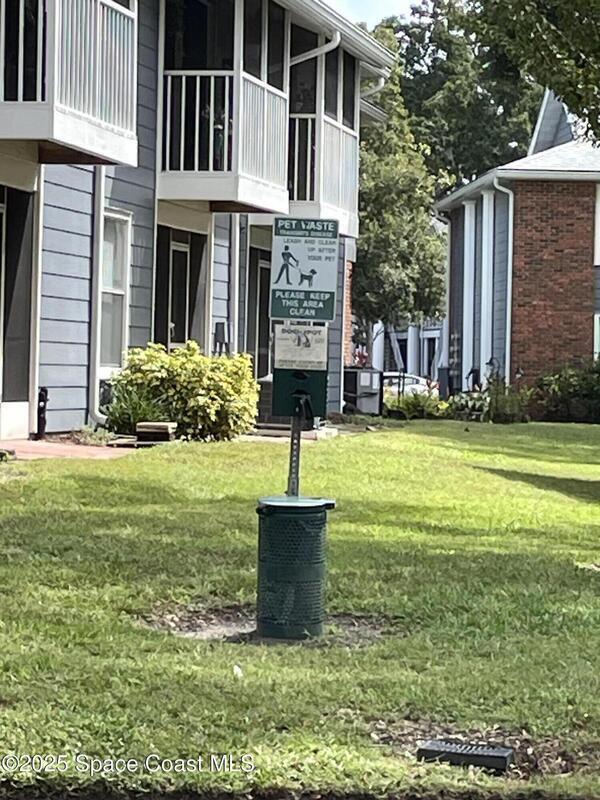 PET WASTE
TRANSMITS DISEASE
LEASH AND CLEAN
UP AFTER
YOUR PET
PLEASE KEEP
THIS AREA
CLEAN
DOGIPOT
©2025 Space Coast MLS